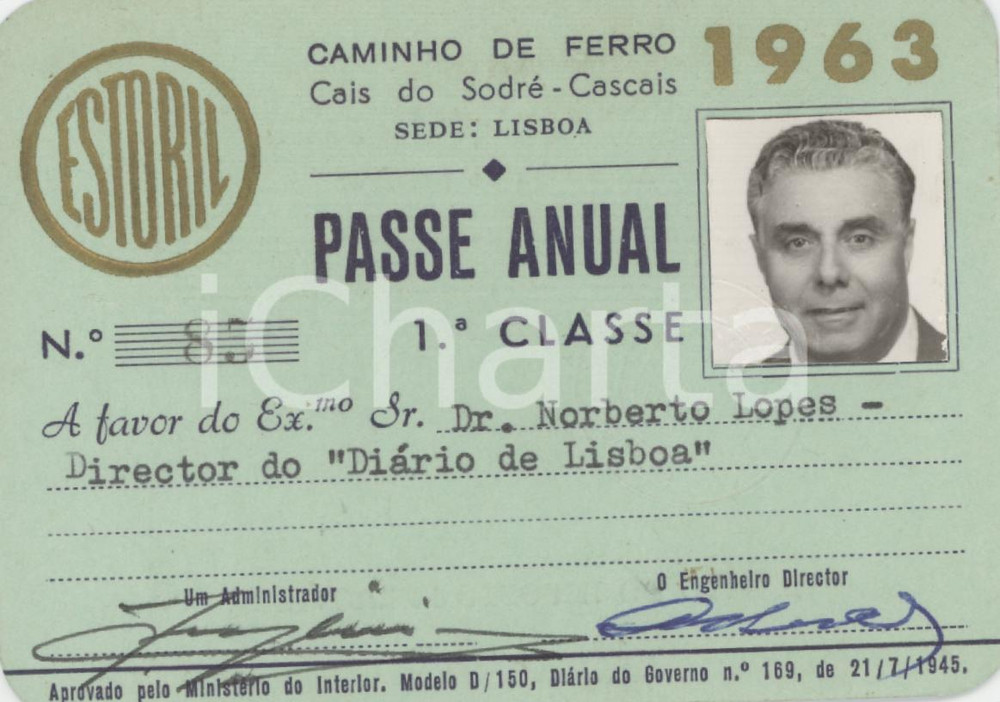 ESTORIL
CAMINHO DE FERRO
Cais do Sodré - Cascais
SEDE: LISBOA
1963
PASSE ANUAL
N.º 85
1.ª CLASSE
A favor do Ex.mo Sr. Dr. Norberto Lopes -
Director do "Diário de Lisboa"
Um Administrador
O Engenheiro Director
Aprovado pelo Ministério do Interior. Modelo D/150, Diário do Governo n.º 169, de 21/7/1945.
iCharta